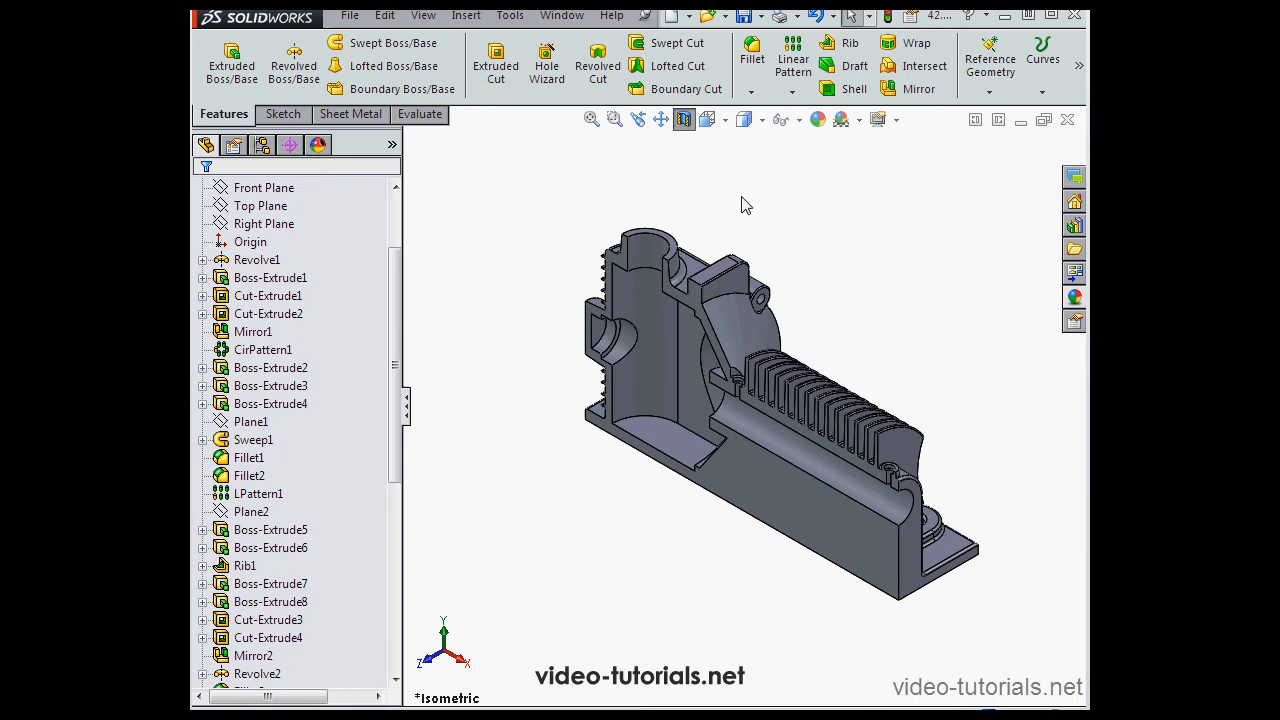 SOLIDWORKS File Edit View Insert Tools Window Help 42....
Extruded Boss/Base
Revolved Boss/Base
Swept Boss/Base
Lofted Boss/Base
Boundary Boss/Base
Extruded Cut
Hole Wizard
Revolved Cut
Swept Cut
Lofted Cut
Boundary Cut
Fillet
Linear Pattern
Rib
Draft
Shell
Wrap
Intersect
Mirror
Reference Geometry
Curves
Features Sketch Sheet Metal Evaluate
Front Plane
Top Plane
Right Plane
Origin
Revolve1
Boss-Extrude1
Cut-Extrude1
Cut-Extrude2
Mirror1
CirPattern1
Boss-Extrude2
Boss-Extrude3
Boss-Extrude4
Plane1
Sweep1
Fillet1
Fillet2
LPattern1
Plane2
Boss-Extrude5
Boss-Extrude6
Rib1
Boss-Extrude7
Boss-Extrude8
Cut-Extrude3
Cut-Extrude4
Mirror2
Revolve2
Y
Z X
*Isometric
video-tutorials.net
video-tutorials.net